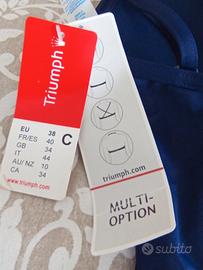 Triumph
EU 38
FR/ES 40
GB 34
IT 44
AU/NZ 10
CA 34
C
triumph.com
www.triumph.com
MULTI-
OPTION
subito